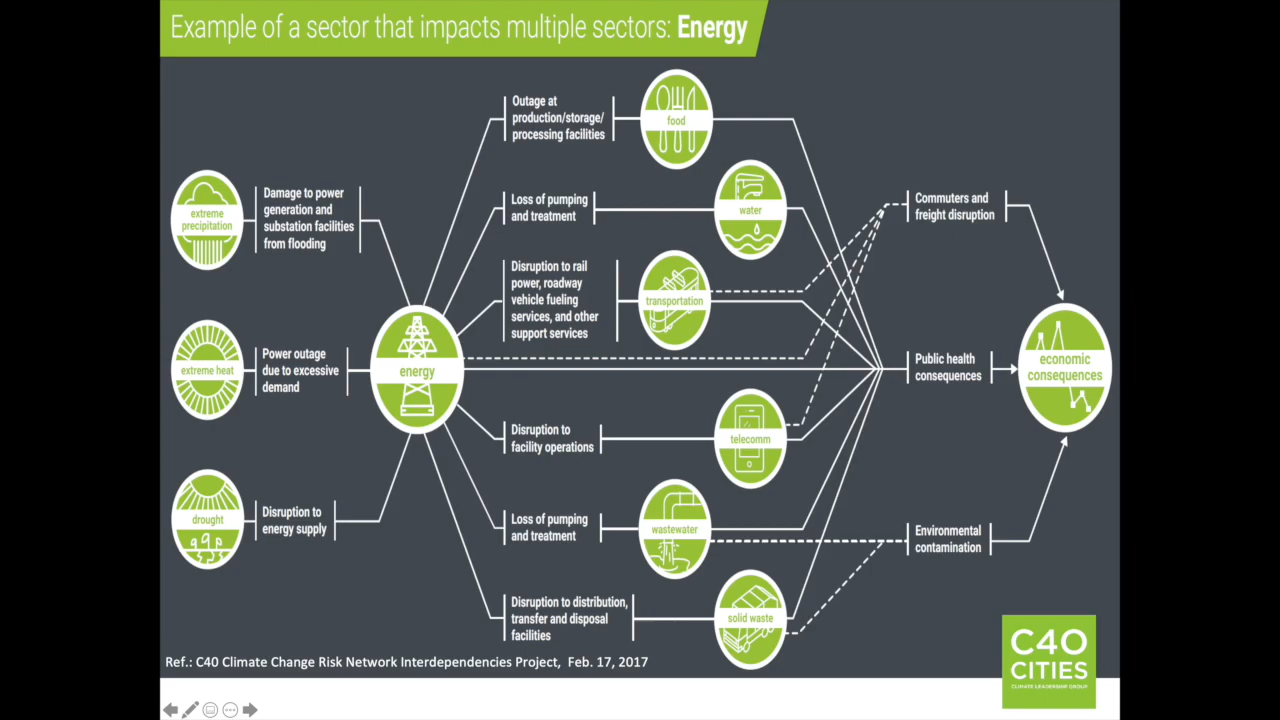 Example of a sector that impacts multiple sectors: Energy
extreme
precipitation
Damage to power
generation and
substation facilities
from flooding
extreme heat
Power outage
due to excessive
demand
drought
Disruption to
energy supply
energy
Outage at
production/storage/
processing facilities
food
Loss of pumping
and treatment
water
Disruption to rail
power, roadway
vehicle fueling
services, and other
support services
transportation
Disruption to
facility operations
telecomm
Loss of pumping
and treatment
wastewater
Disruption to distribution,
transfer and disposal
facilities
solid waste
Commuters and
freight disruption
Public health
consequences
Environmental
contamination
economic
consequences
Ref.: C40 Climate Change Risk Network Interdependencies Project, Feb. 17, 2017
C40
CITIES
CLIMATE LEADERSHIP GROUP